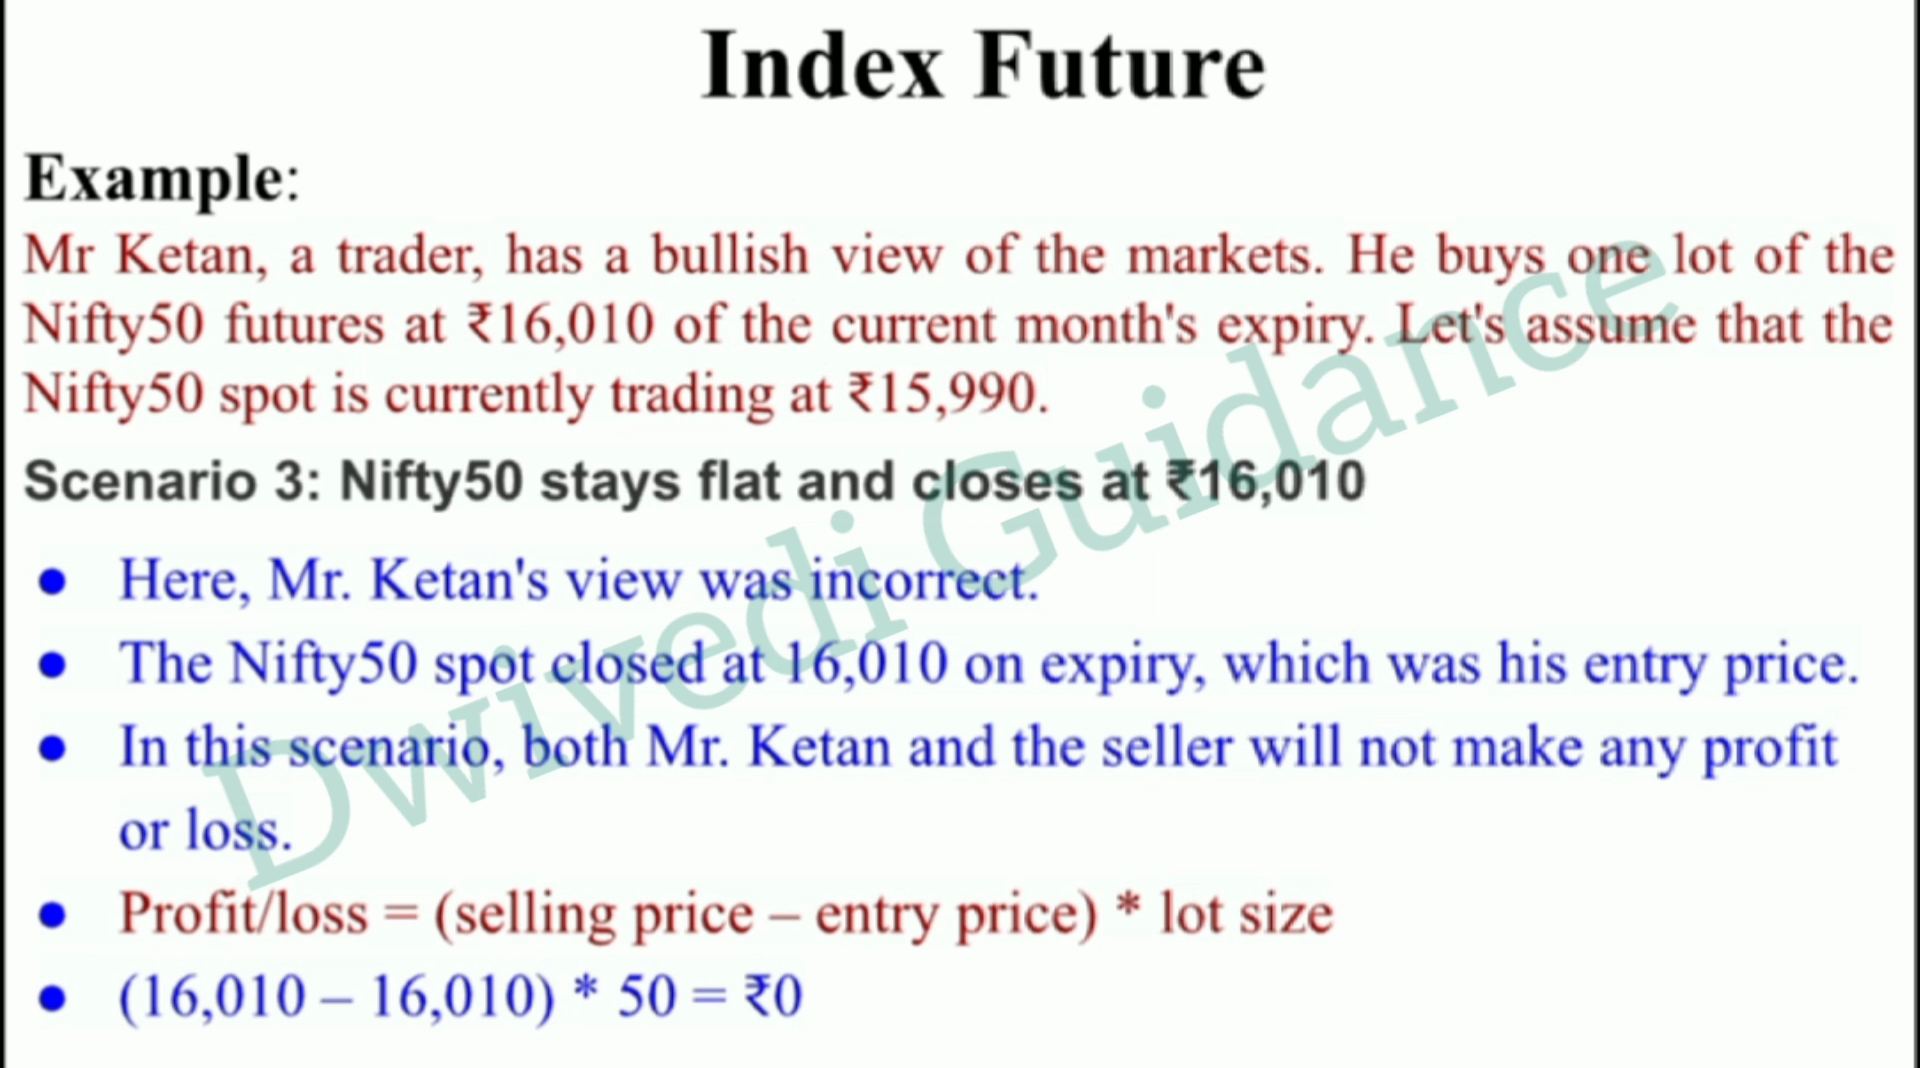 Index Future
Example:
Mr Ketan, a trader, has a bullish view of the markets. He buys one lot of the
Nifty50 futures at ₹16,010 of the current month's expiry. Let's assume that the
Nifty50 spot is currently trading at ₹15,990.
Scenario 3: Nifty50 stays flat and closes at ₹16,010
● Here, Mr. Ketan's view was incorrect.
● The Nifty50 spot closed at 16,010 on expiry, which was his entry price.
● In this scenario, both Mr. Ketan and the seller will not make any profit
or loss.
● Profit/loss = (selling price – entry price) * lot size
● (16,010 – 16,010) * 50 = ₹0
Dwivedi Guidance